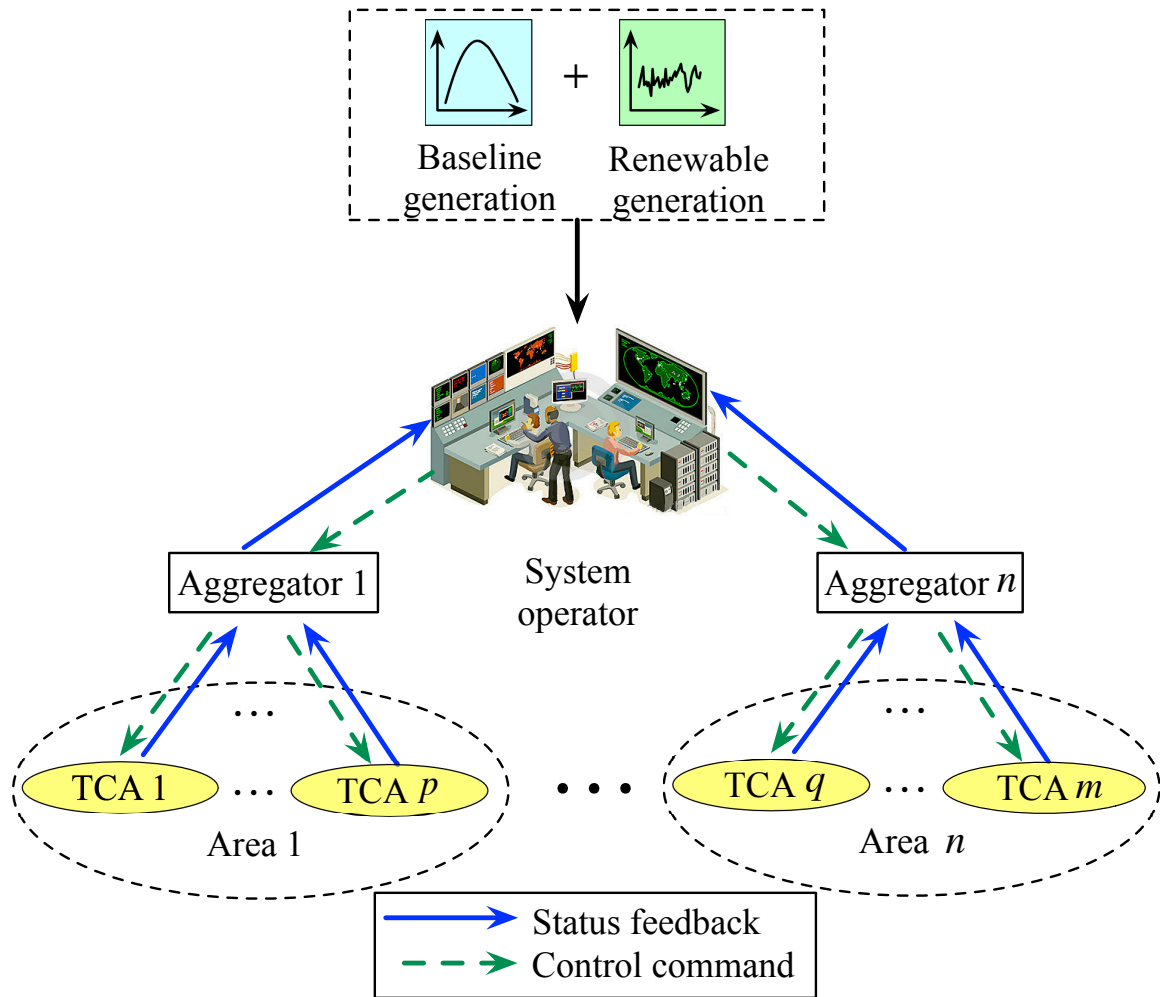 +
Baseline
generation
Renewable
generation
System
operator
Aggregator 1
Aggregator n
...
...
TCA 1
...
TCA p
...
TCA q
...
TCA m
Area 1
Area n
Status feedback
Control command